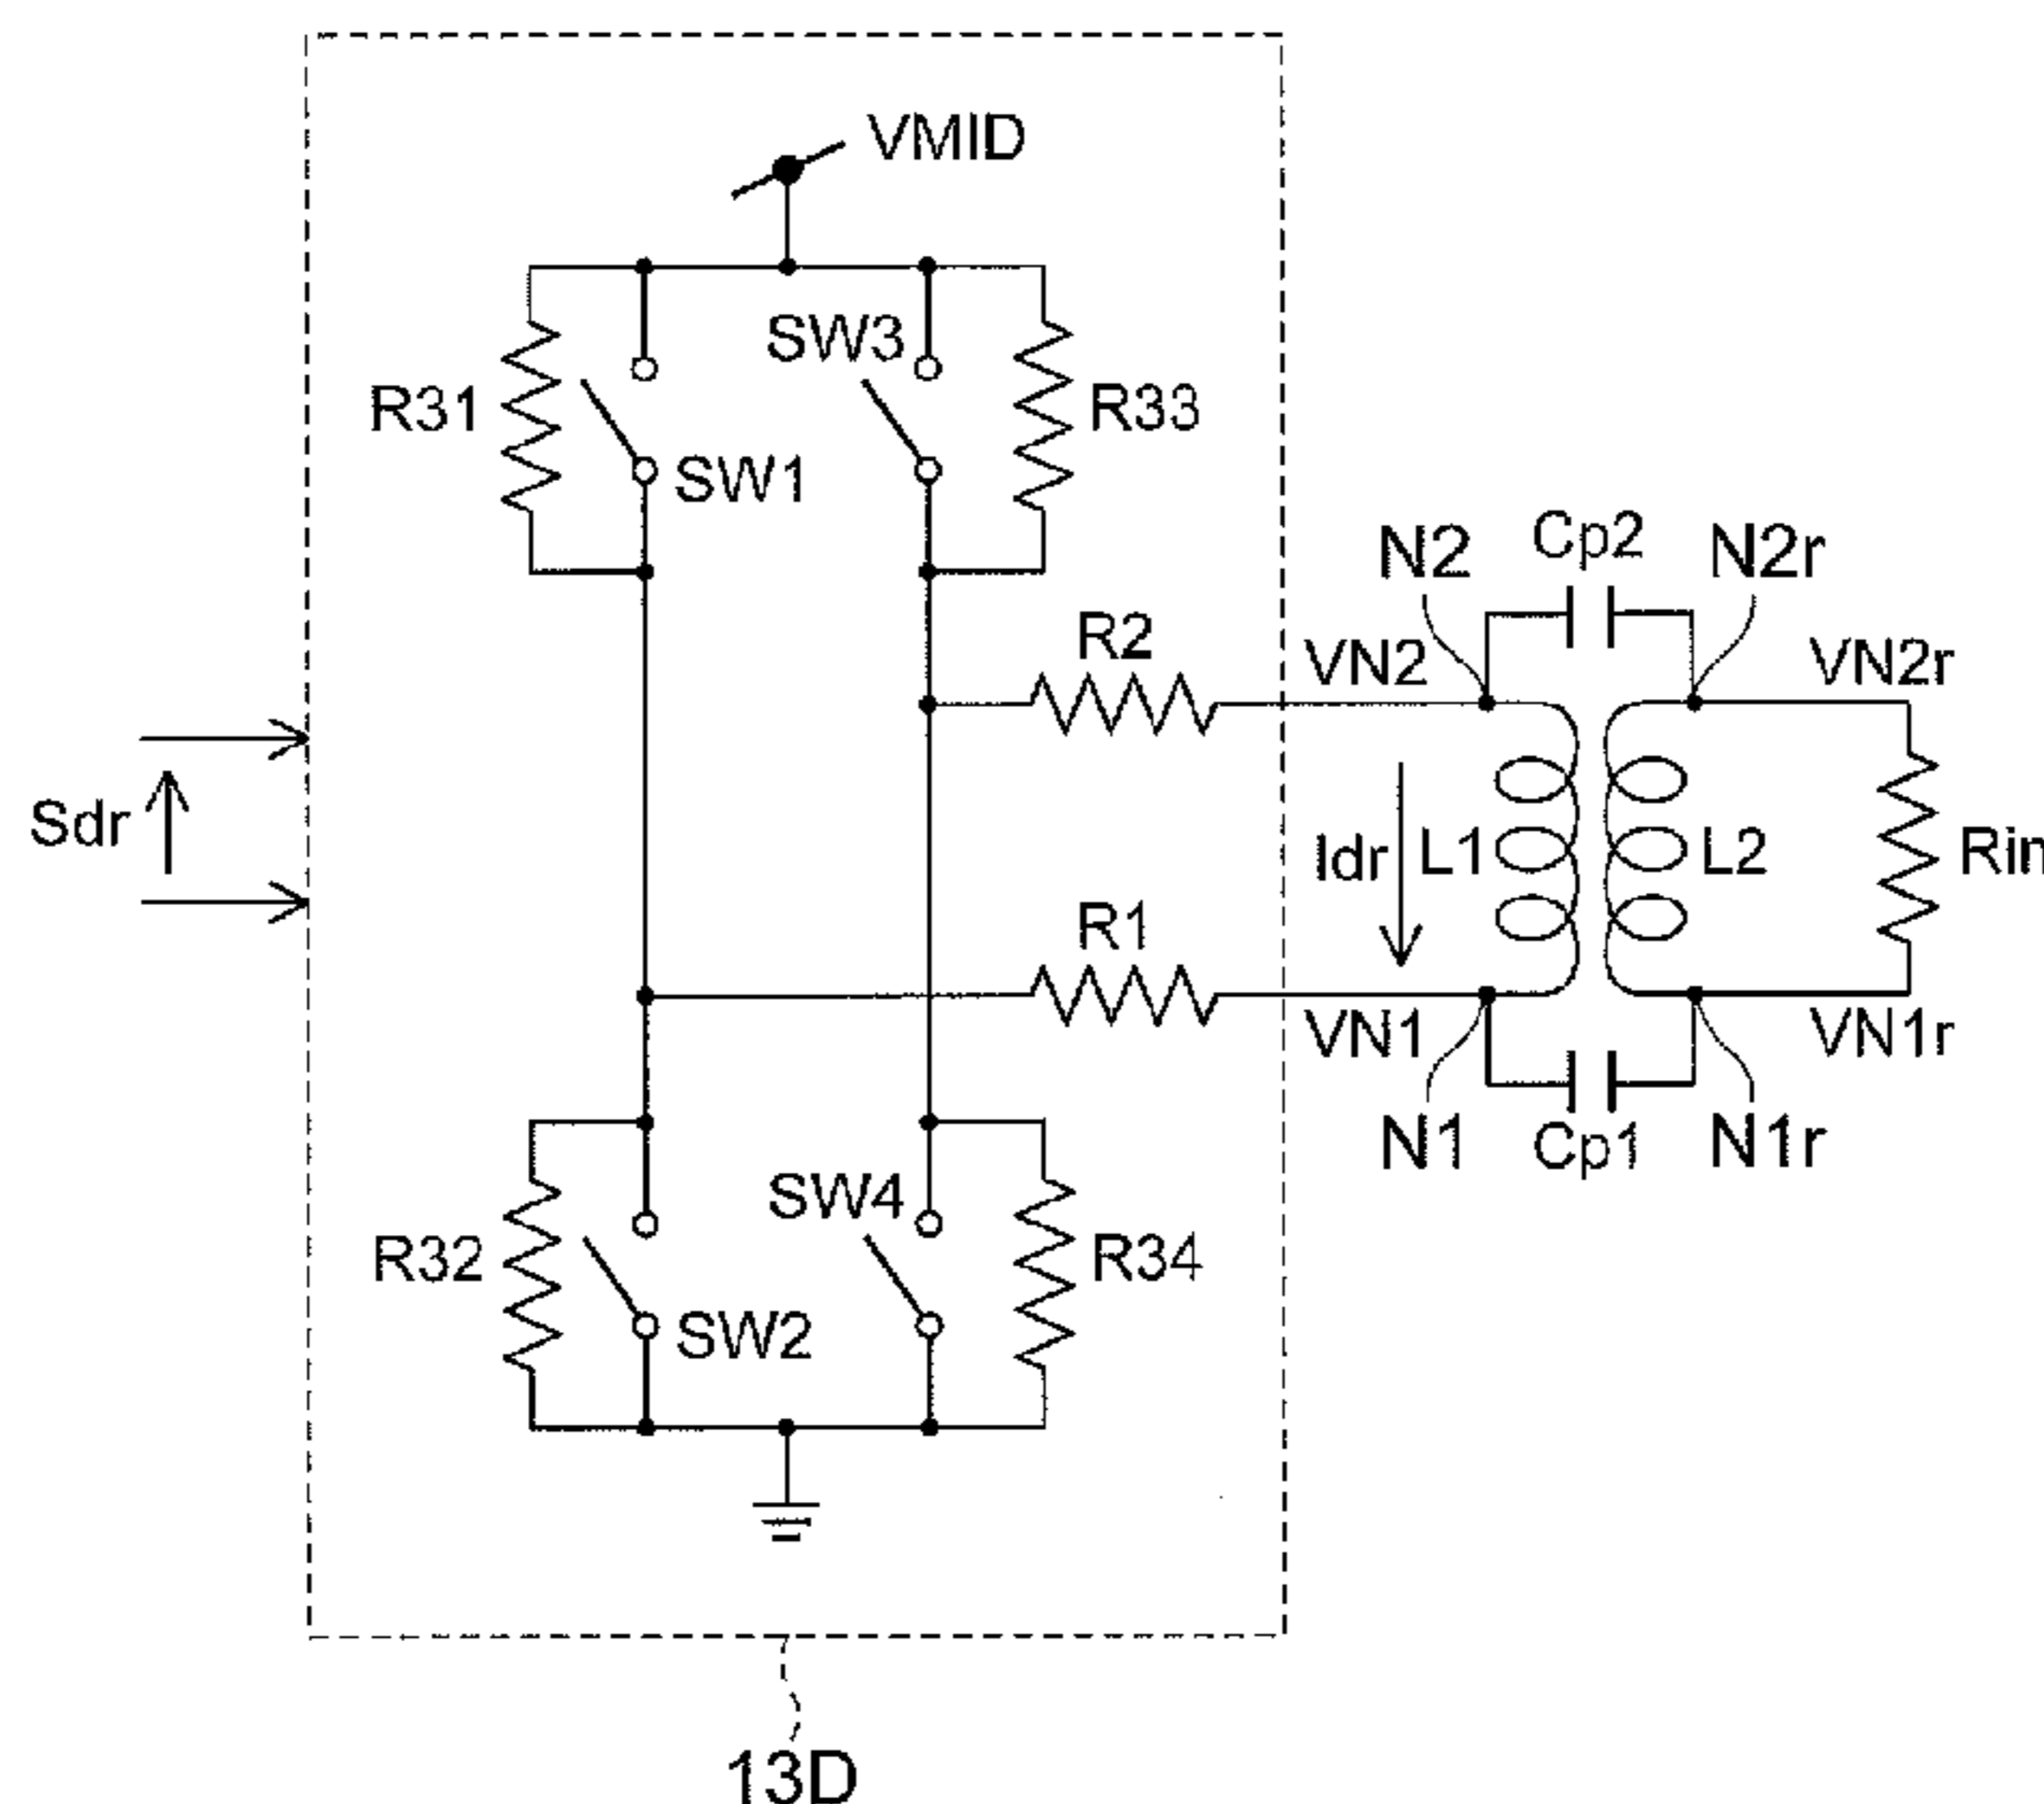 VMID
SW3
R31
R33
SW1
N2
Cp2
N2r
R2
VN2
VN2r
Sdr
Idr
L1
L2
Rin
R1
VN1
VN1r
N1
Cp1
N1r
SW4
R32
R34
SW2
13D